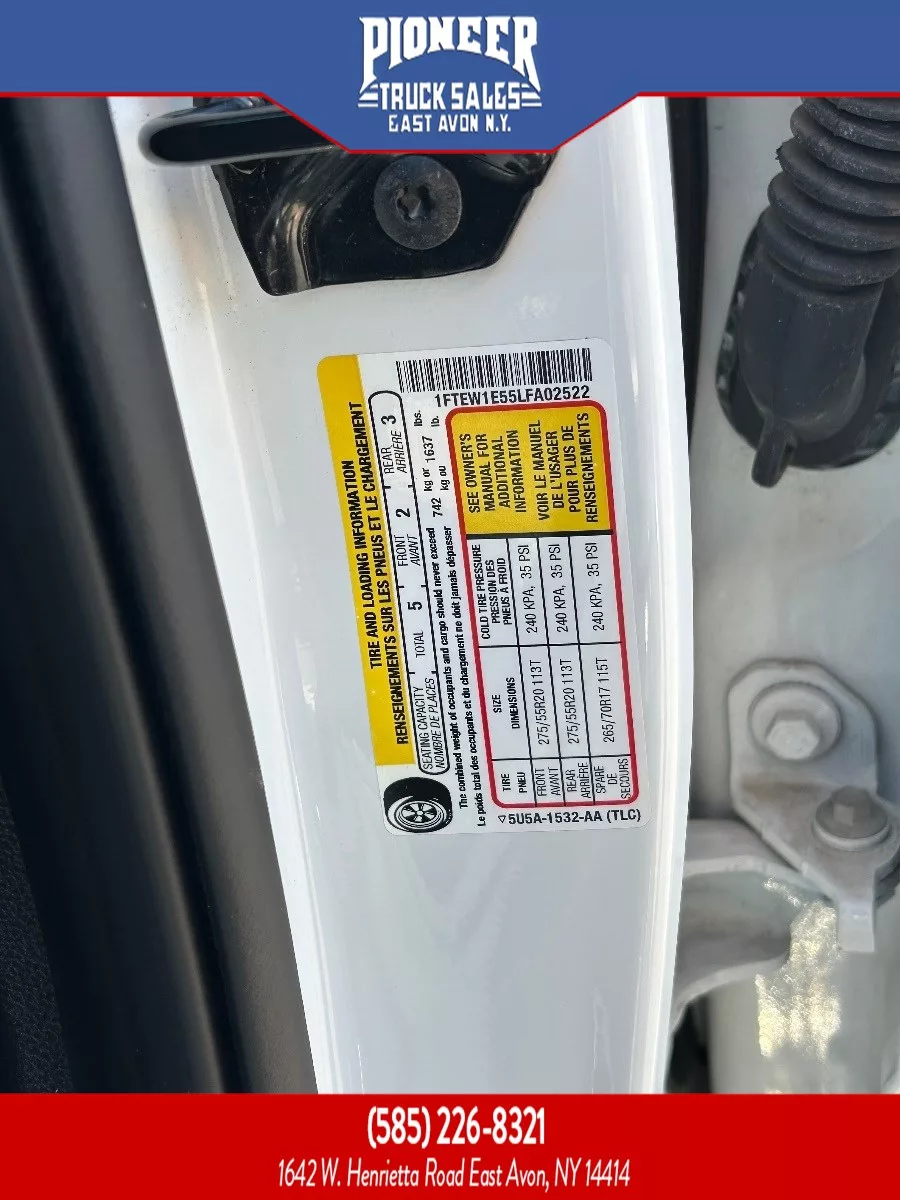 PIONEER
TRUCK SALES
EAST AVON N.Y.
TIRE AND LOADING INFORMATION
RENSEIGNEMENTS SUR LES PNEUS ET LE CHARGEMENT
1FTEW1E55LFA02522
SEATING CAPACITY TOTAL 5 FRONT 2 REAR 3
NOMBRE DE PLACES AVANT ARRIÈRE
The combined weight of occupants and cargo should never exceed 742 kg or 1637 lbs.
Le poids total des occupants et du chargement ne doit jamais dépasser kg ou lb.
TIRE SIZE COLD TIRE PRESSURE
PNEU DIMENSIONS PRESSION DES
PNEUS À FROID
FRONT 275/55R20 113T 240 KPA, 35 PSI
AVANT
REAR 275/55R20 113T 240 KPA, 35 PSI
ARRIÈRE
SPARE 265/70R17 115T 240 KPA, 35 PSI
DE
SECOURS
SEE OWNER'S
MANUAL FOR
ADDITIONAL
INFORMATION
VOIR LE MANUEL
DE L'USAGER
POUR PLUS DE
RENSEIGNEMENTS
5U5A-1532-AA (TLC)
(585) 226-8321
1642 W. Henrietta Road East Avon, NY 14414